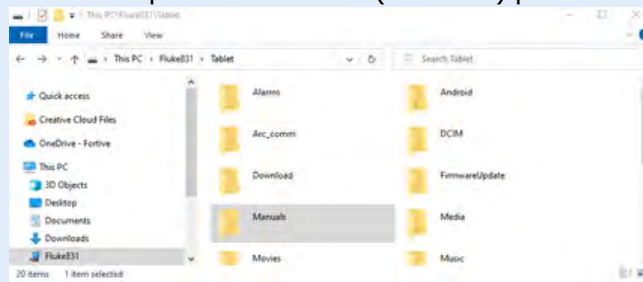 This PC\Fluke831\Tablet
File Home Share View
This PC › Fluke831 › Tablet
Search Tablet
Quick access
Creative Cloud Files
OneDrive - Fortive
This PC
3D Objects
Desktop
Documents
Downloads
Fluke831
Alarms
Android
Arc_comm
DCIM
Download
FirmwareUpdate
Manuals
Media
Movies
Music
20 items 1 item selected